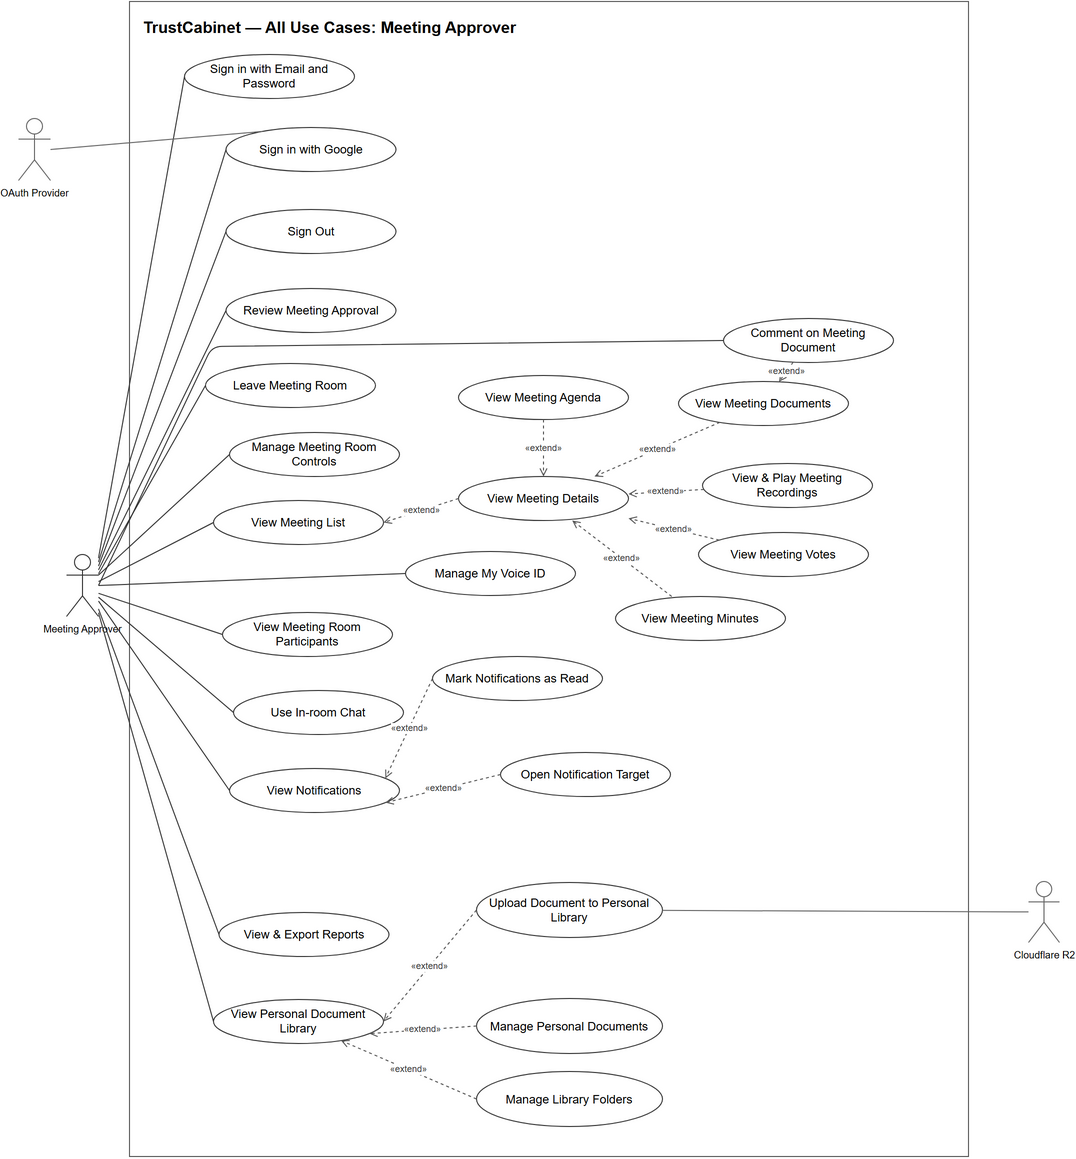 TrustCabinet — All Use Cases: Meeting Approver
Sign in with Email and
Password
OAuth Provider
Sign in with Google
Sign Out
Review Meeting Approval
Comment on Meeting
Document
«extend»
Leave Meeting Room
View Meeting Agenda
View Meeting Documents
«extend»
«extend»
Manage Meeting Room
Controls
View & Play Meeting
Recordings
«extend»
View Meeting Details
«extend»
View Meeting List
«extend»
View Meeting Votes
«extend»
Manage My Voice ID
View Meeting Minutes
Meeting Approver
View Meeting Room
Participants
Mark Notifications as Read
Use In-room Chat
«extend»
Open Notification Target
«extend»
View Notifications
Upload Document to Personal
Library
View & Export Reports
Cloudflare R2
«extend»
View Personal Document
Library
«extend»
Manage Personal Documents
«extend»
Manage Library Folders